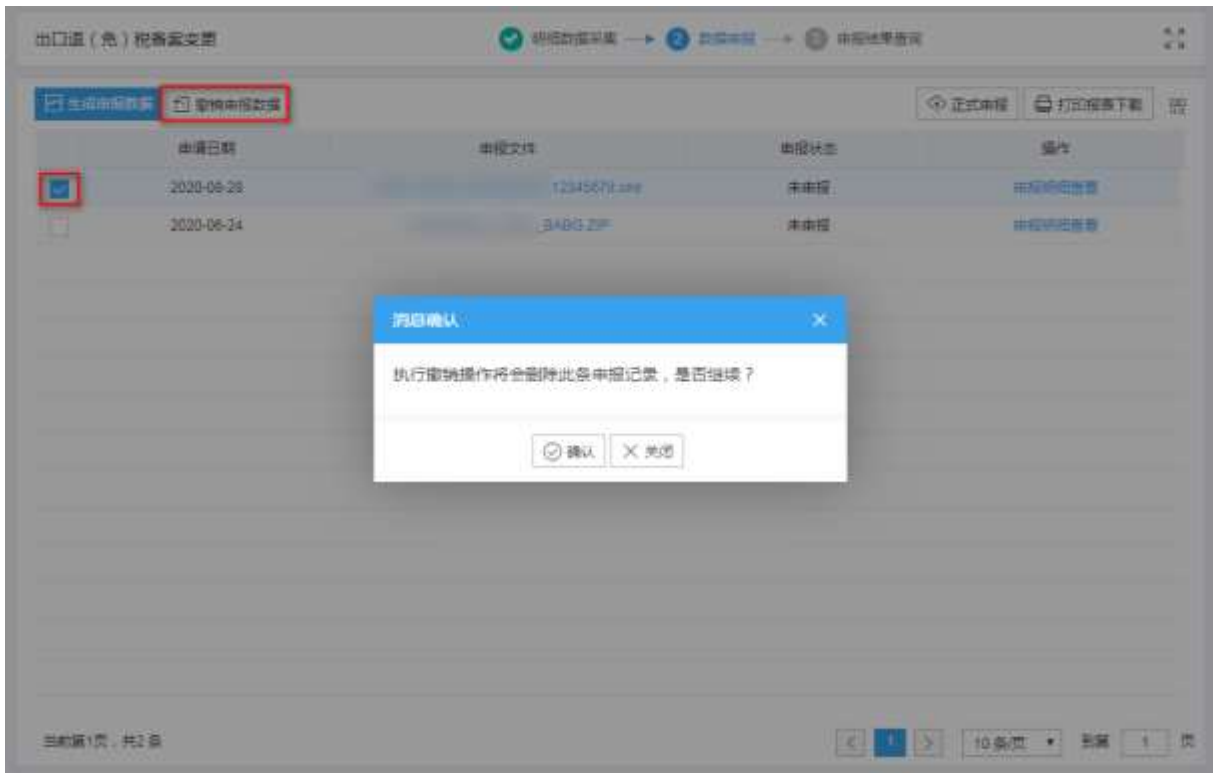 出口退（免）税备案变更
明细数据采集 2 数据申报 3 申报结果查询
生成申报数据 撤销申报数据 正式申报 打印报表下载
申请日期 申报文件 申报状态 操作
2020-06-28 _12345678.xml 未申报 申报明细查看
2020-06-24 _BABG.ZIP 未申报 申报明细查看
消息确认
执行撤销操作将会删除此条申报记录，是否继续？
确认 关闭
当前第1页，共2 条 1 10 条/页 到第 1 页